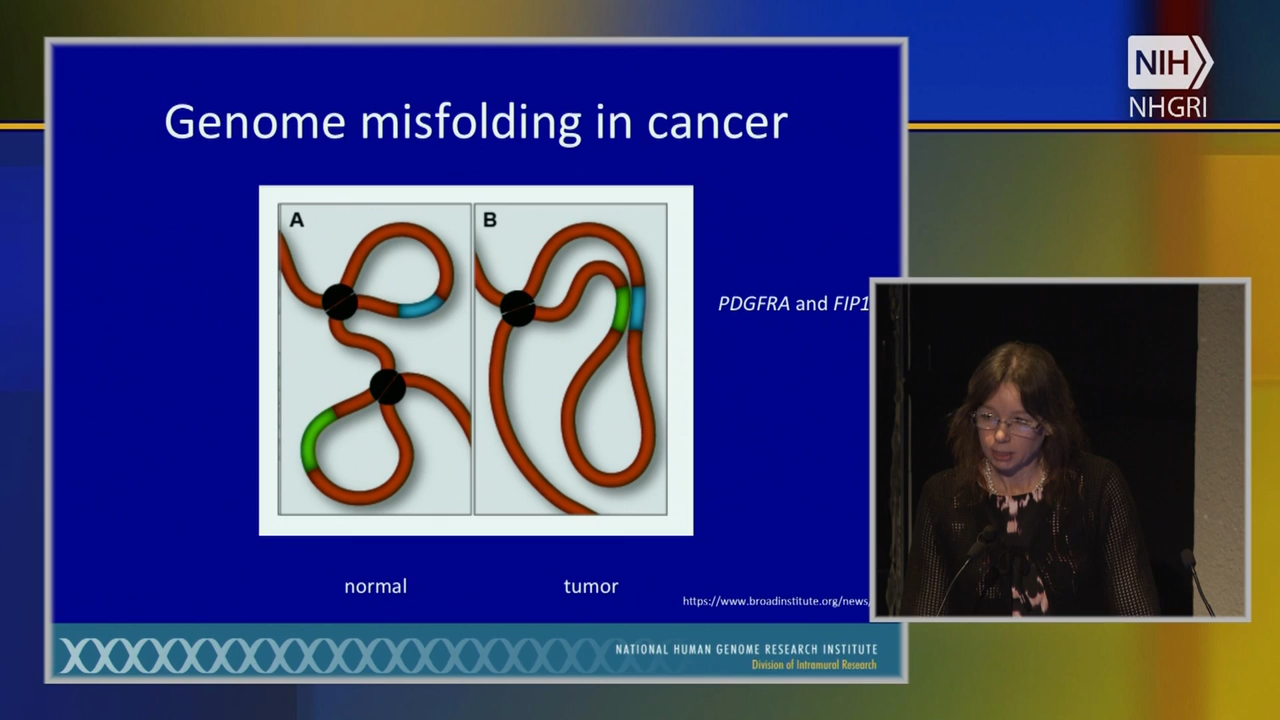 NIH
NHGRI
Genome misfolding in cancer
A
B
PDGFRA and FIP1
normal
tumor
https://www.broadinstitute.org/news/
NATIONAL HUMAN GENOME RESEARCH INSTITUTE
Division of Intramural Research